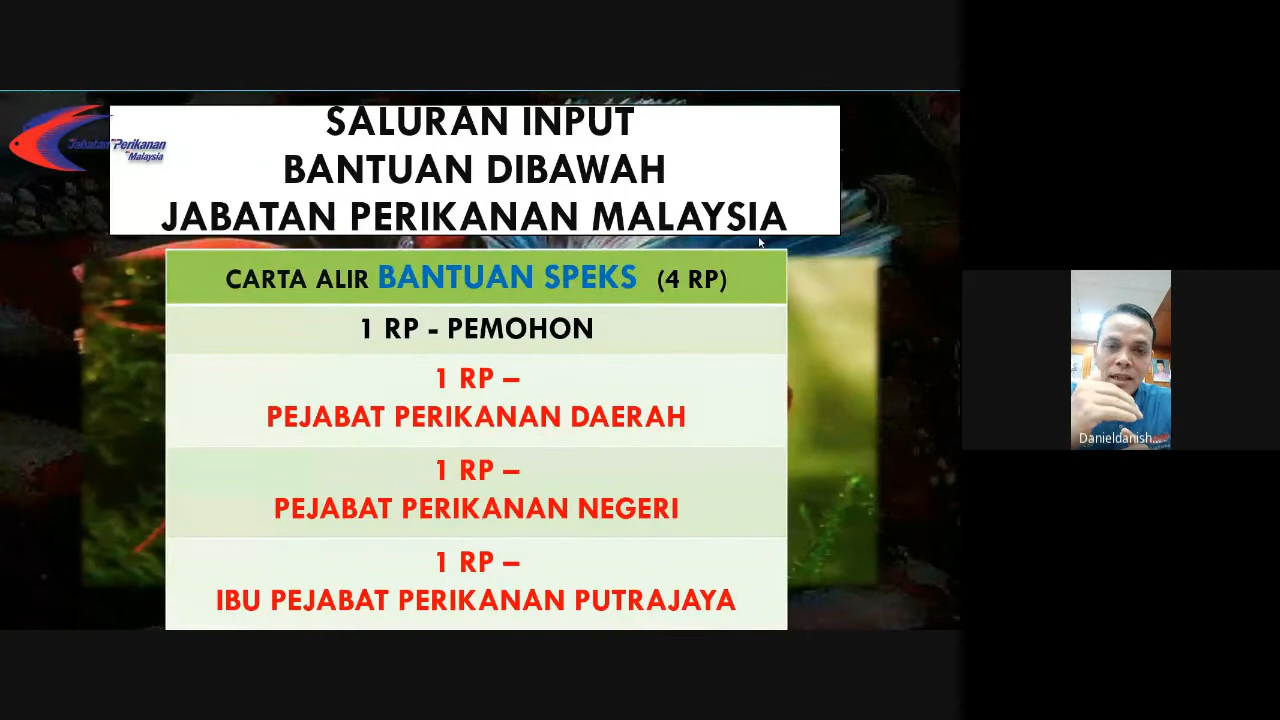 SALURAN INPUT
BANTUAN DIBAWAH
JABATAN PERIKANAN MALAYSIA
Jabatan Perikanan
Malaysia
CARTA ALIR BANTUAN SPEKS (4 RP)
1 RP - PEMOHON
1 RP –
PEJABAT PERIKANAN DAERAH
1 RP –
PEJABAT PERIKANAN NEGERI
1 RP –
IBU PEJABAT PERIKANAN PUTRAJAYA
Danieldanish...